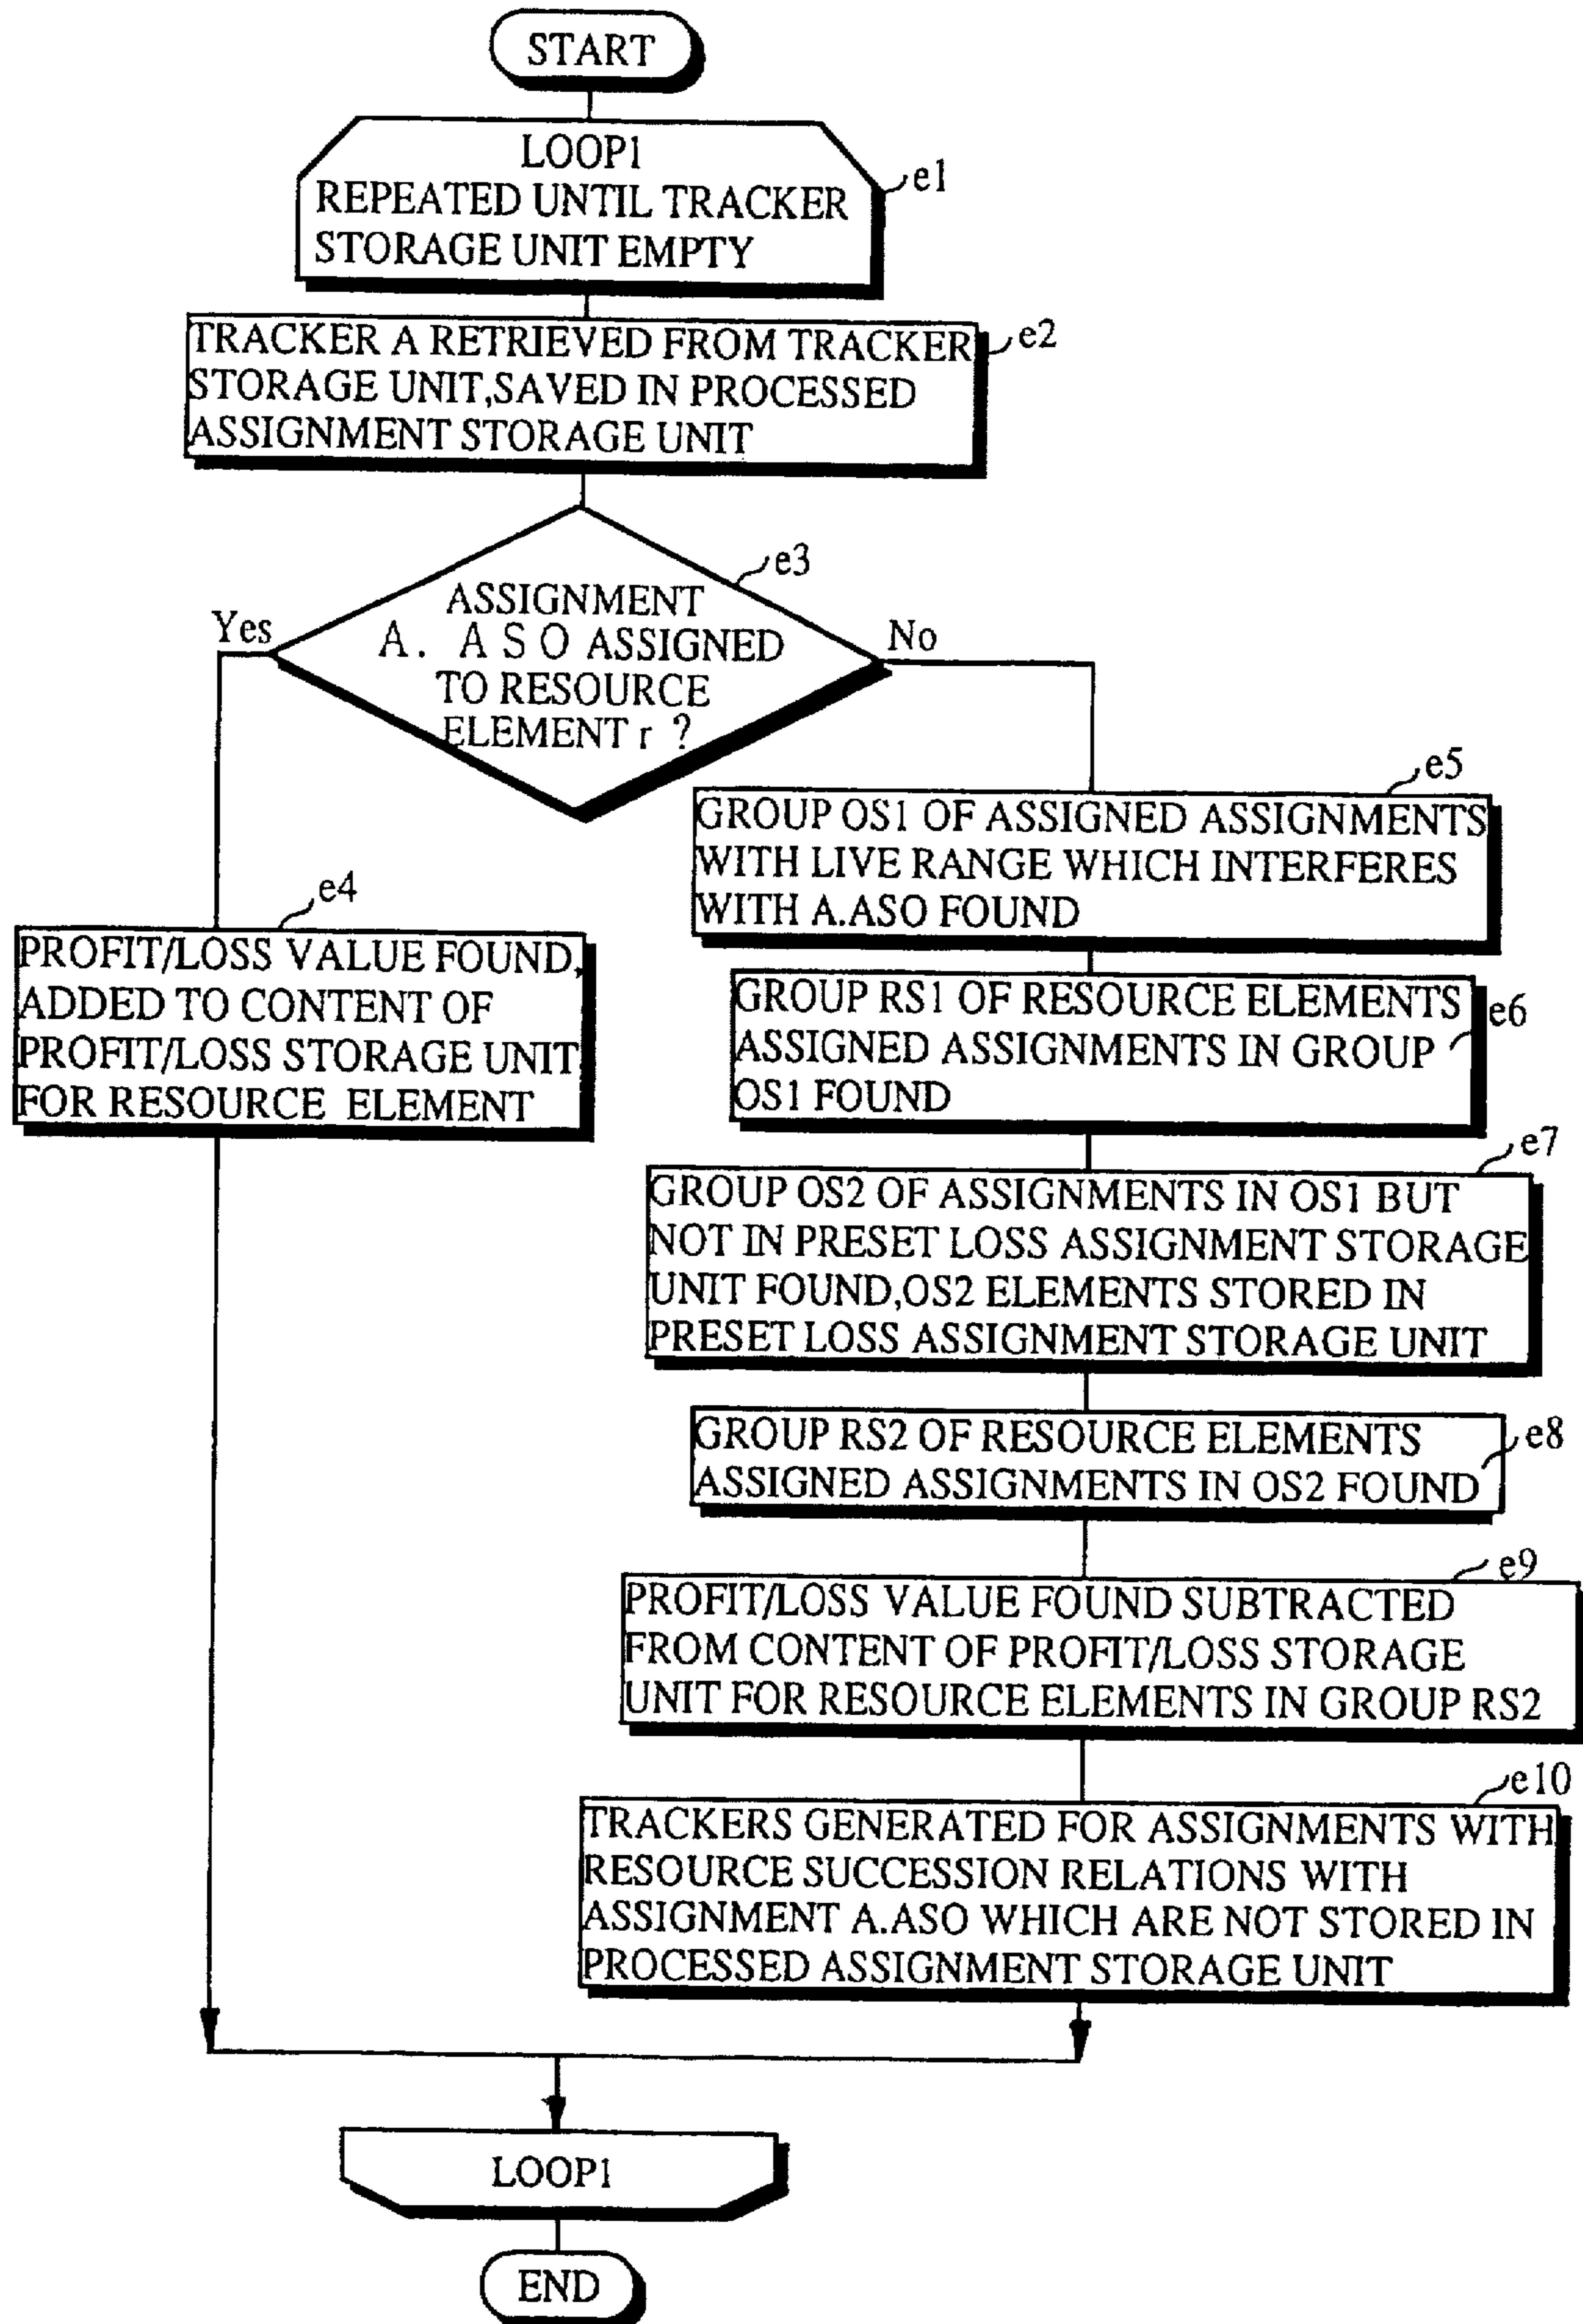 START
LOOP1
REPEATED UNTIL TRACKER
STORAGE UNIT EMPTY
e1
TRACKER A RETRIEVED FROM TRACKER
STORAGE UNIT,SAVED IN PROCESSED
ASSIGNMENT STORAGE UNIT
e2
ASSIGNMENT
A. ASO ASSIGNED
TO RESOURCE
ELEMENT r ?
e3
Yes
No
PROFIT/LOSS VALUE FOUND,
ADDED TO CONTENT OF
PROFIT/LOSS STORAGE UNIT
FOR RESOURCE ELEMENT
e4
GROUP OS1 OF ASSIGNED ASSIGNMENTS
WITH LIVE RANGE WHICH INTERFERES
WITH A.ASO FOUND
e5
GROUP RS1 OF RESOURCE ELEMENTS
ASSIGNED ASSIGNMENTS IN GROUP
OS1 FOUND
e6
GROUP OS2 OF ASSIGNMENTS IN OS1 BUT
NOT IN PRESET LOSS ASSIGNMENT STORAGE
UNIT FOUND,OS2 ELEMENTS STORED IN
PRESET LOSS ASSIGNMENT STORAGE UNIT
e7
GROUP RS2 OF RESOURCE ELEMENTS
ASSIGNED ASSIGNMENTS IN OS2 FOUND
e8
PROFIT/LOSS VALUE FOUND SUBTRACTED
FROM CONTENT OF PROFIT/LOSS STORAGE
UNIT FOR RESOURCE ELEMENTS IN GROUP RS2
e9
TRACKERS GENERATED FOR ASSIGNMENTS WITH
RESOURCE SUCCESSION RELATIONS WITH
ASSIGNMENT A.ASO WHICH ARE NOT STORED IN
PROCESSED ASSIGNMENT STORAGE UNIT
e10
LOOP1
END